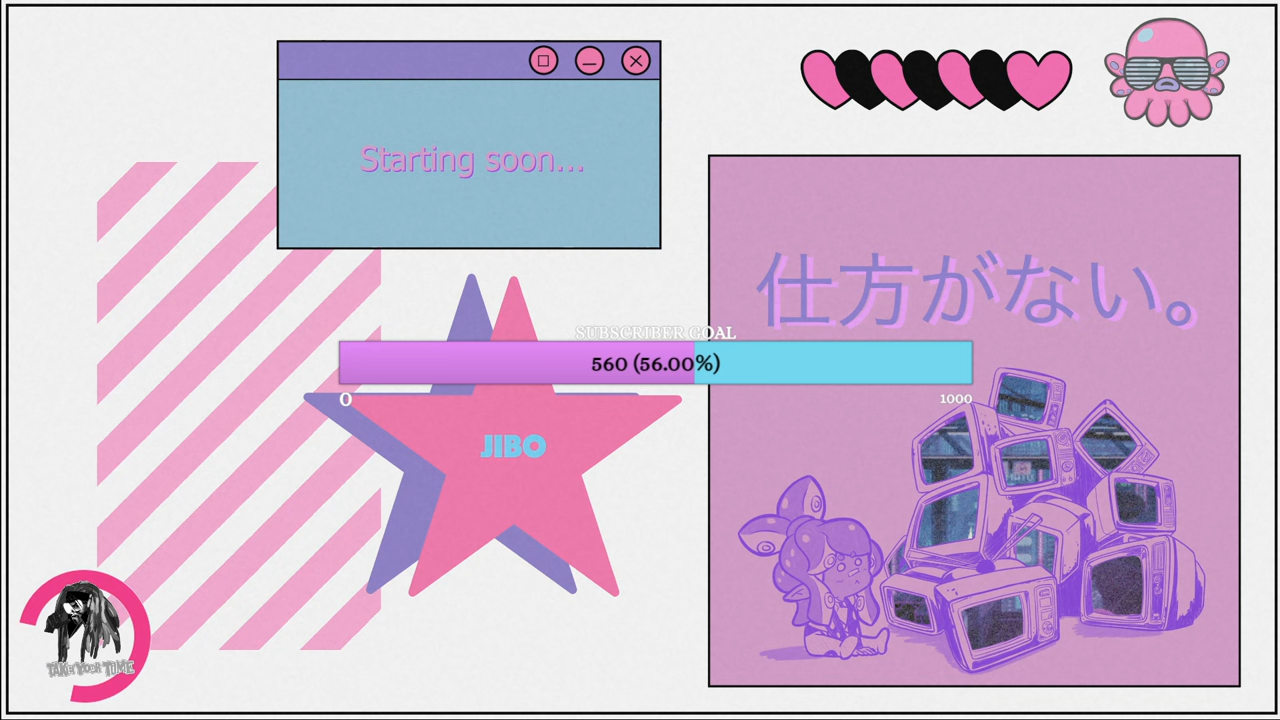 Starting soon...
仕方がない。
SUBSCRIBER GOAL
560 (56.00%)
0
1000
JIBO
TAKE YOUR TIME